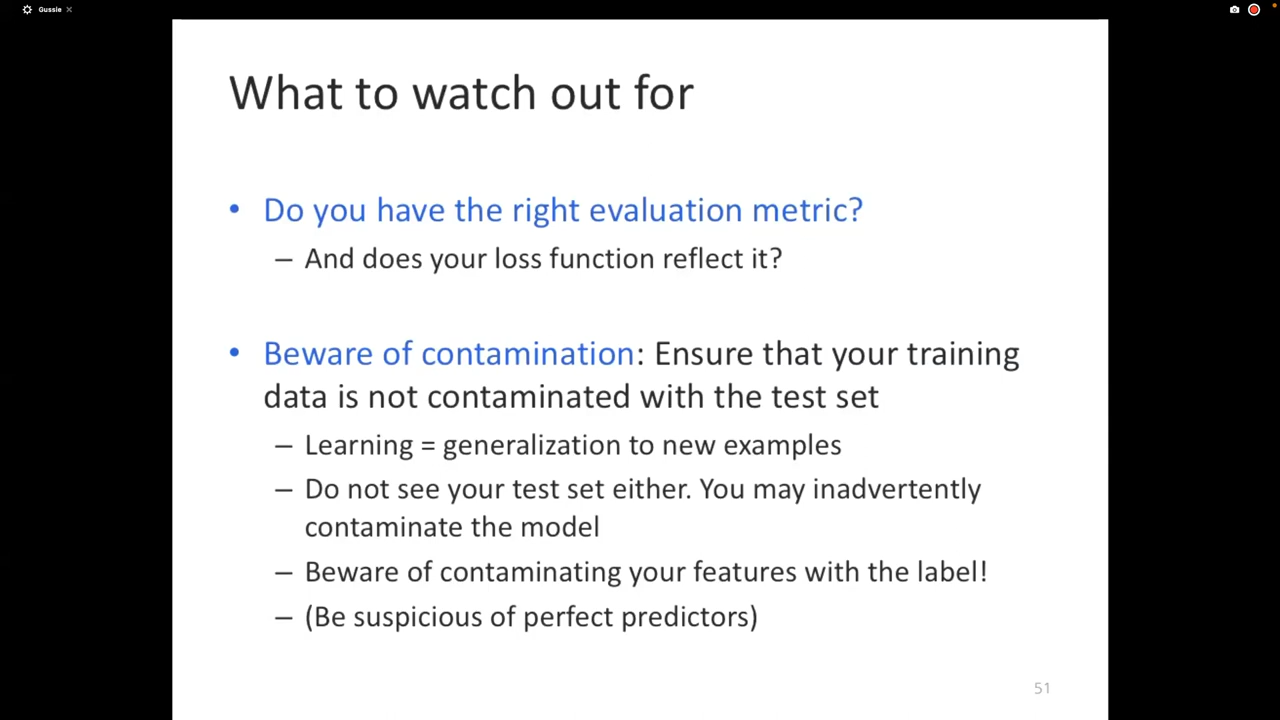 Gussie
What to watch out for
• Do you have the right evaluation metric?
– And does your loss function reflect it?
• Beware of contamination: Ensure that your training
data is not contaminated with the test set
– Learning = generalization to new examples
– Do not see your test set either. You may inadvertently
contaminate the model
– Beware of contaminating your features with the label!
– (Be suspicious of perfect predictors)
51